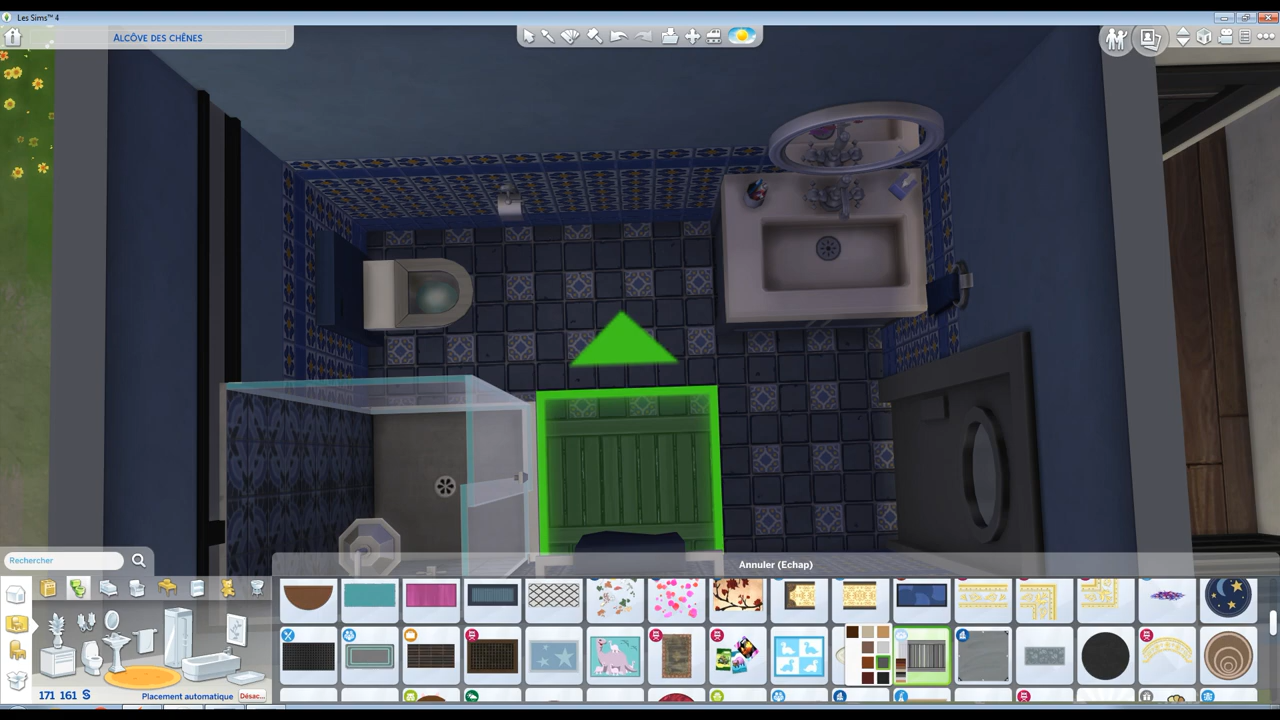 Les Sims™ 4
ALCÔVE DES CHÊNES
Annuler (Echap)
Rechercher
171 161 S
Placement automatique
Désac...